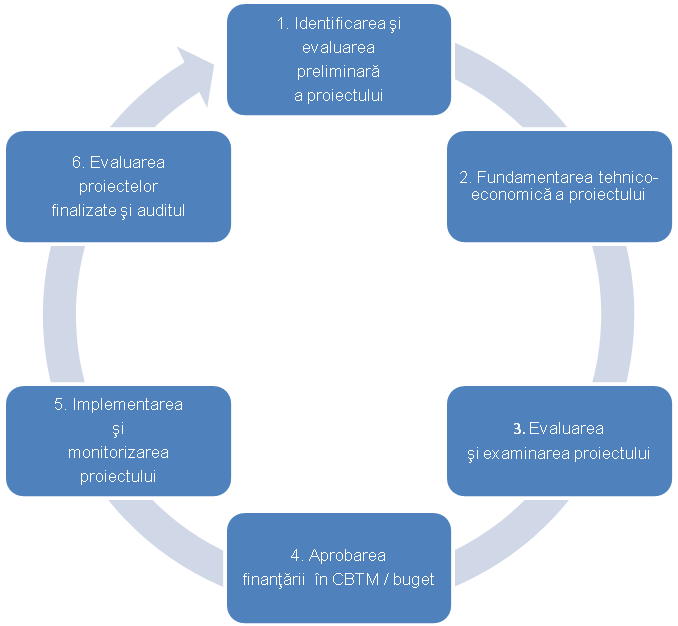 1. Identificarea şi
evaluarea
preliminară
a proiectului
2. Fundamentarea tehnico-
economică a proiectului
3. Evaluarea
şi examinarea proiectului
4. Aprobarea
finanţării în CBTM / buget
5. Implementarea
şi
monitorizarea
proiectului
6. Evaluarea
proiectelor
finalizate şi auditul